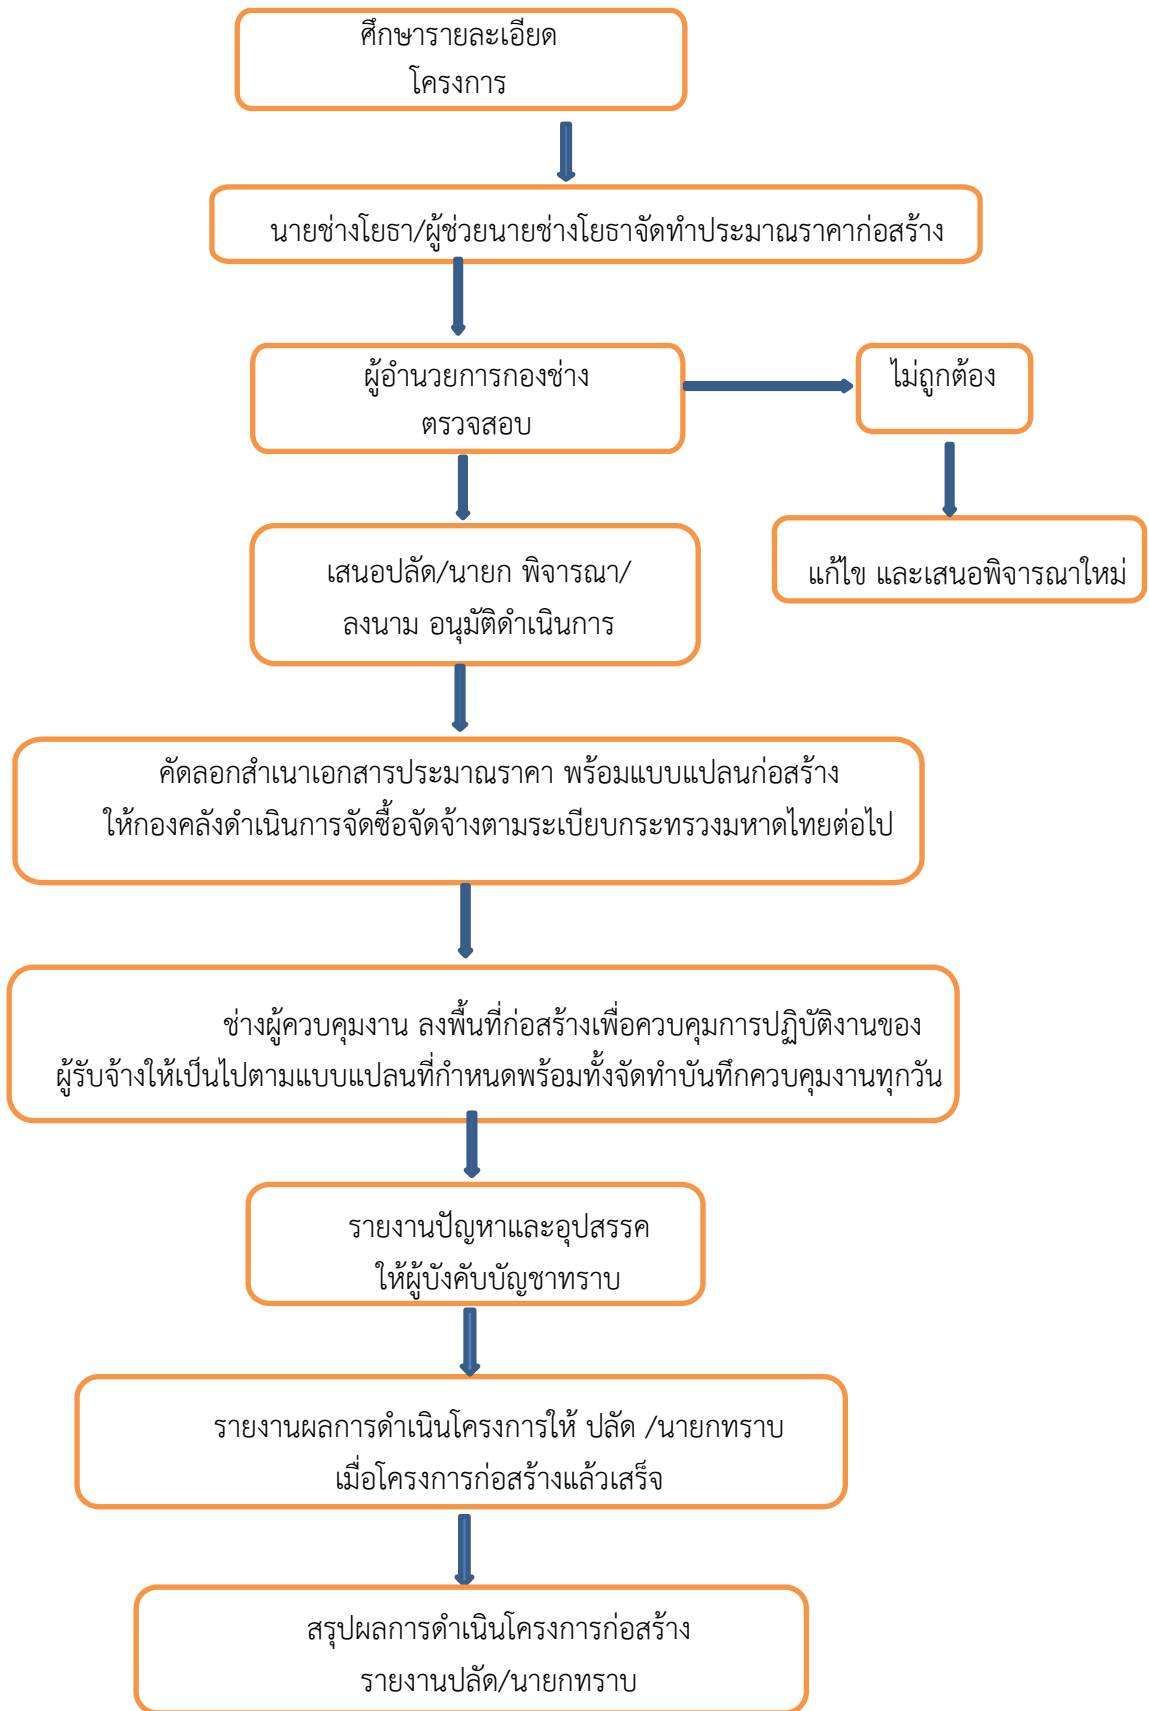 ศึกษารายละเอียด
โครงการ
นายช่างโยธา/ผู้ช่วยนายช่างโยธาจัดทำประมาณราคาก่อสร้าง
ผู้อำนวยการกองช่าง
ตรวจสอบ
ไม่ถูกต้อง
เสนอปลัด/นายก พิจารณา/
ลงนาม อนุมัติดำเนินการ
แก้ไข และเสนอพิจารณาใหม่
คัดลอกสำเนาเอกสารประมาณราคา พร้อมแบบแปลนก่อสร้าง
ให้กองคลังดำเนินการจัดซื้อจัดจ้างตามระเบียบกระทรวงมหาดไทยต่อไป
ช่างผู้ควบคุมงาน ลงพื้นที่ก่อสร้างเพื่อควบคุมการปฏิบัติงานของ
ผู้รับจ้างให้เป็นไปตามแบบแปลนที่กำหนดพร้อมทั้งจัดทำบันทึกควบคุมงานทุกวัน
รายงานปัญหาและอุปสรรค
ให้ผู้บังคับบัญชาทราบ
รายงานผลการดำเนินโครงการให้ ปลัด /นายกทราบ
เมื่อโครงการก่อสร้างแล้วเสร็จ
สรุปผลการดำเนินโครงการก่อสร้าง
รายงานปลัด/นายกทราบ